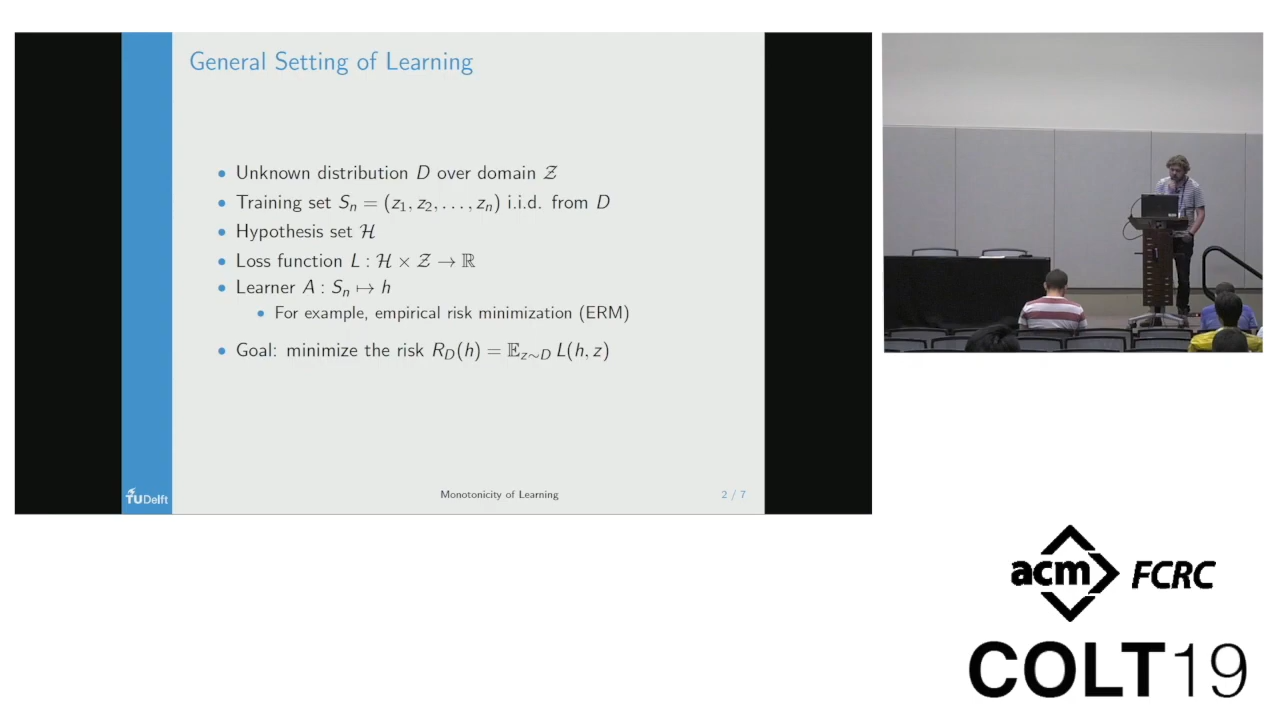 General Setting of Learning
• Unknown distribution D over domain 𝒵
• Training set Sₙ = (z₁, z₂, . . . , zₙ) i.i.d. from D
• Hypothesis set ℋ
• Loss function L : ℋ × 𝒵 → ℝ
• Learner A : Sₙ ↦ h
• For example, empirical risk minimization (ERM)
• Goal: minimize the risk R_D(h) = 𝔼_{z∼D} L(h, z)
TUDelft
Monotonicity of Learning
2 / 7
acm FCRC
COLT19